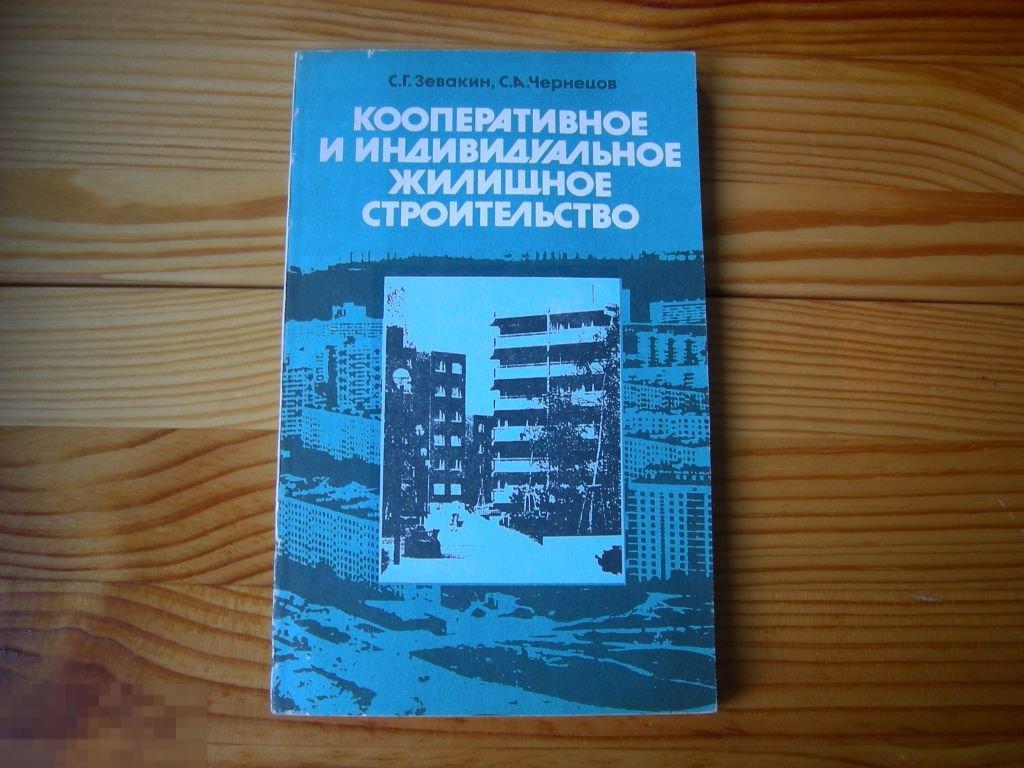 С.Г. Зевакин, С.А. Чернецов
КООПЕРАТИВНОЕ
И ИНДИВИДУАЛЬНОЕ
ЖИЛИЩНОЕ
СТРОИТЕЛЬСТВО